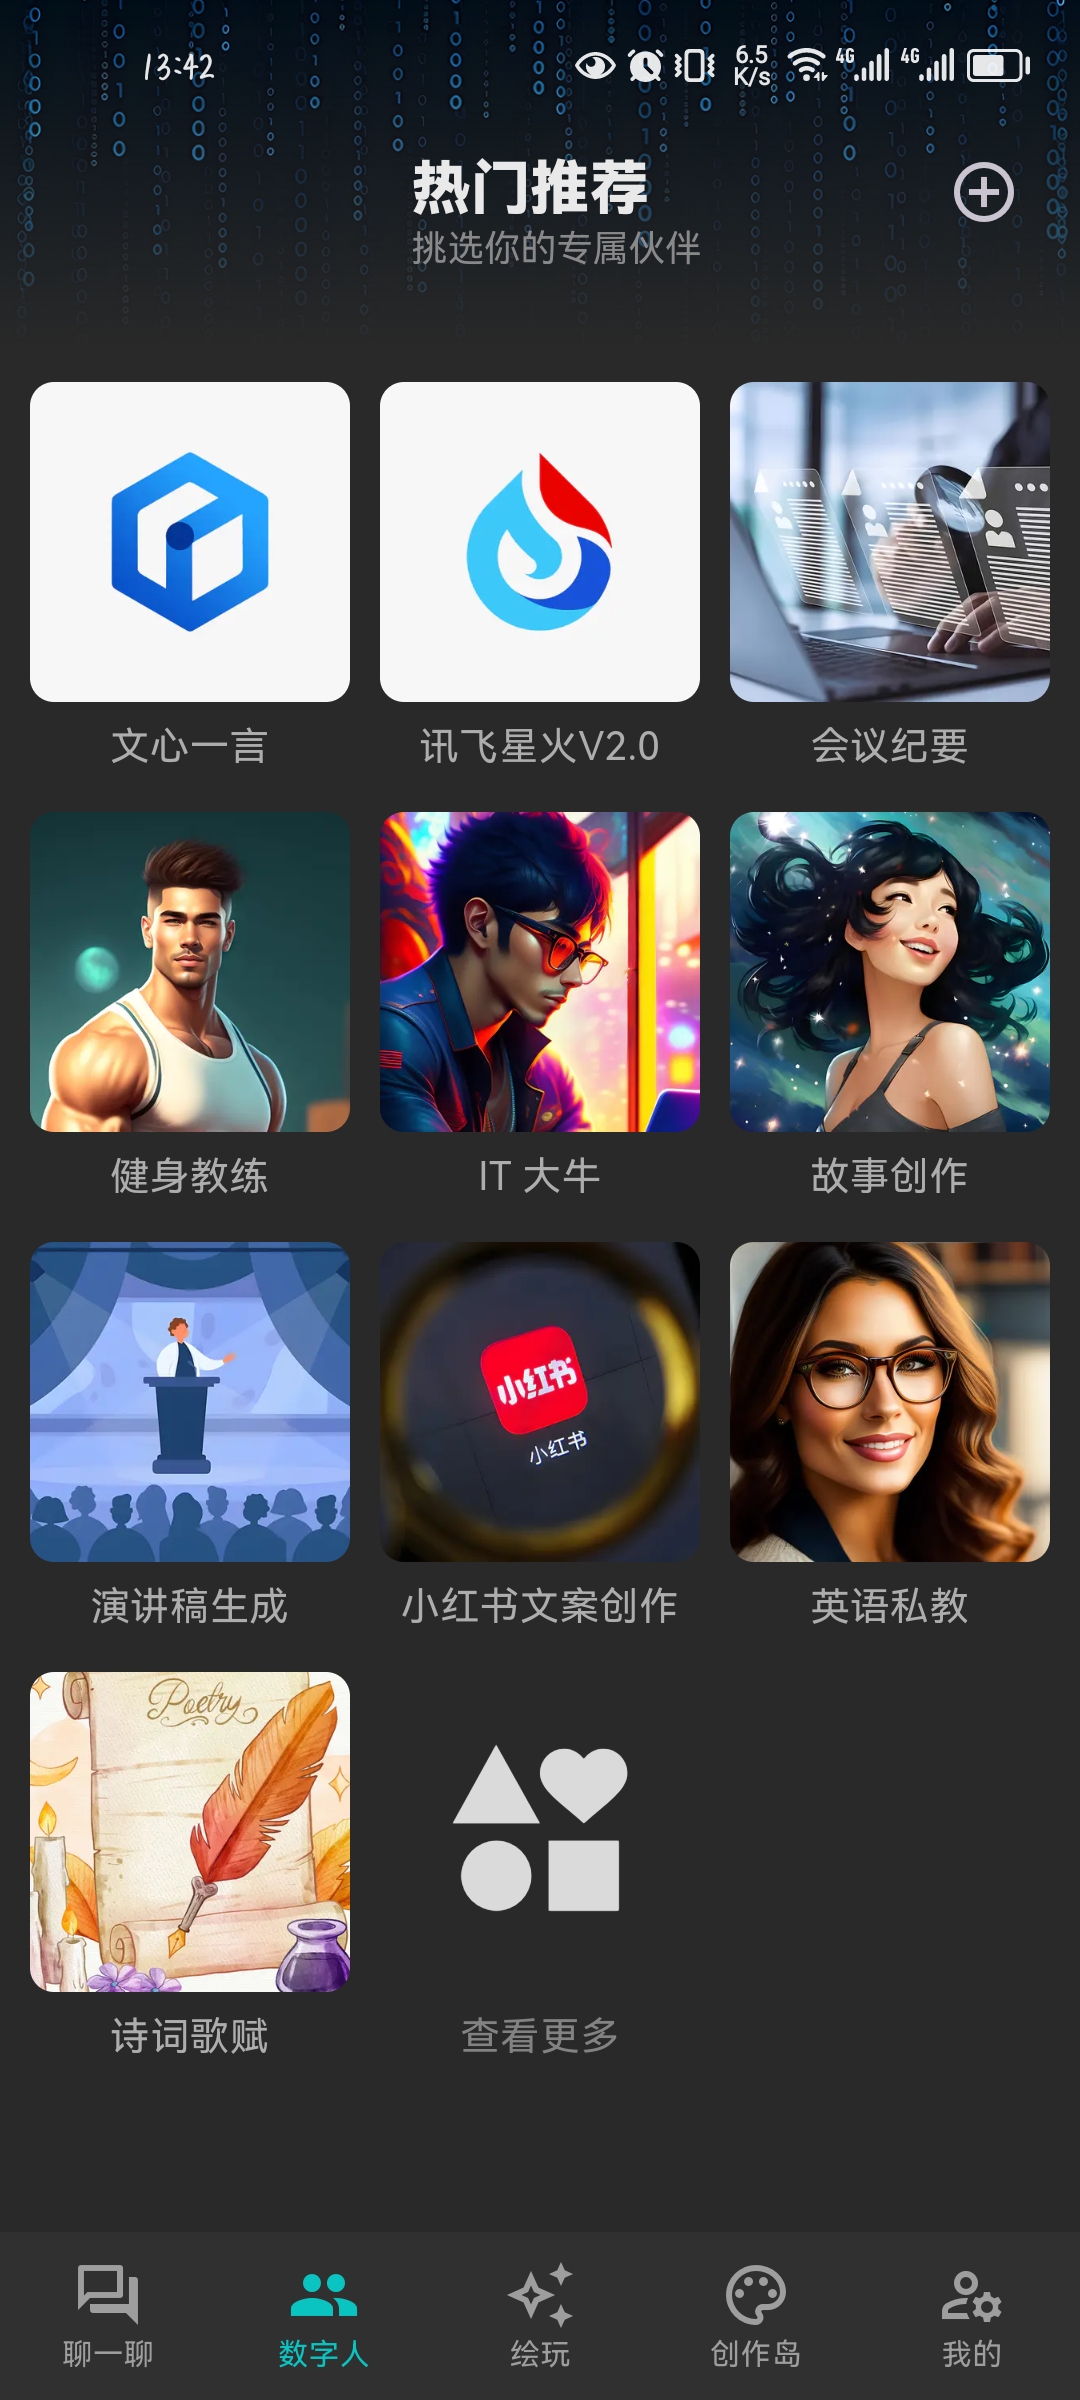 13:42
6.5
K/s
4G
4G
热门推荐
挑选你的专属伙伴
文心一言
讯飞星火V2.0
会议纪要
健身教练
IT 大牛
故事创作
小红书
小红书
演讲稿生成
小红书文案创作
英语私教
Poetry
诗词歌赋
查看更多
聊一聊
数字人
绘玩
创作岛
我的